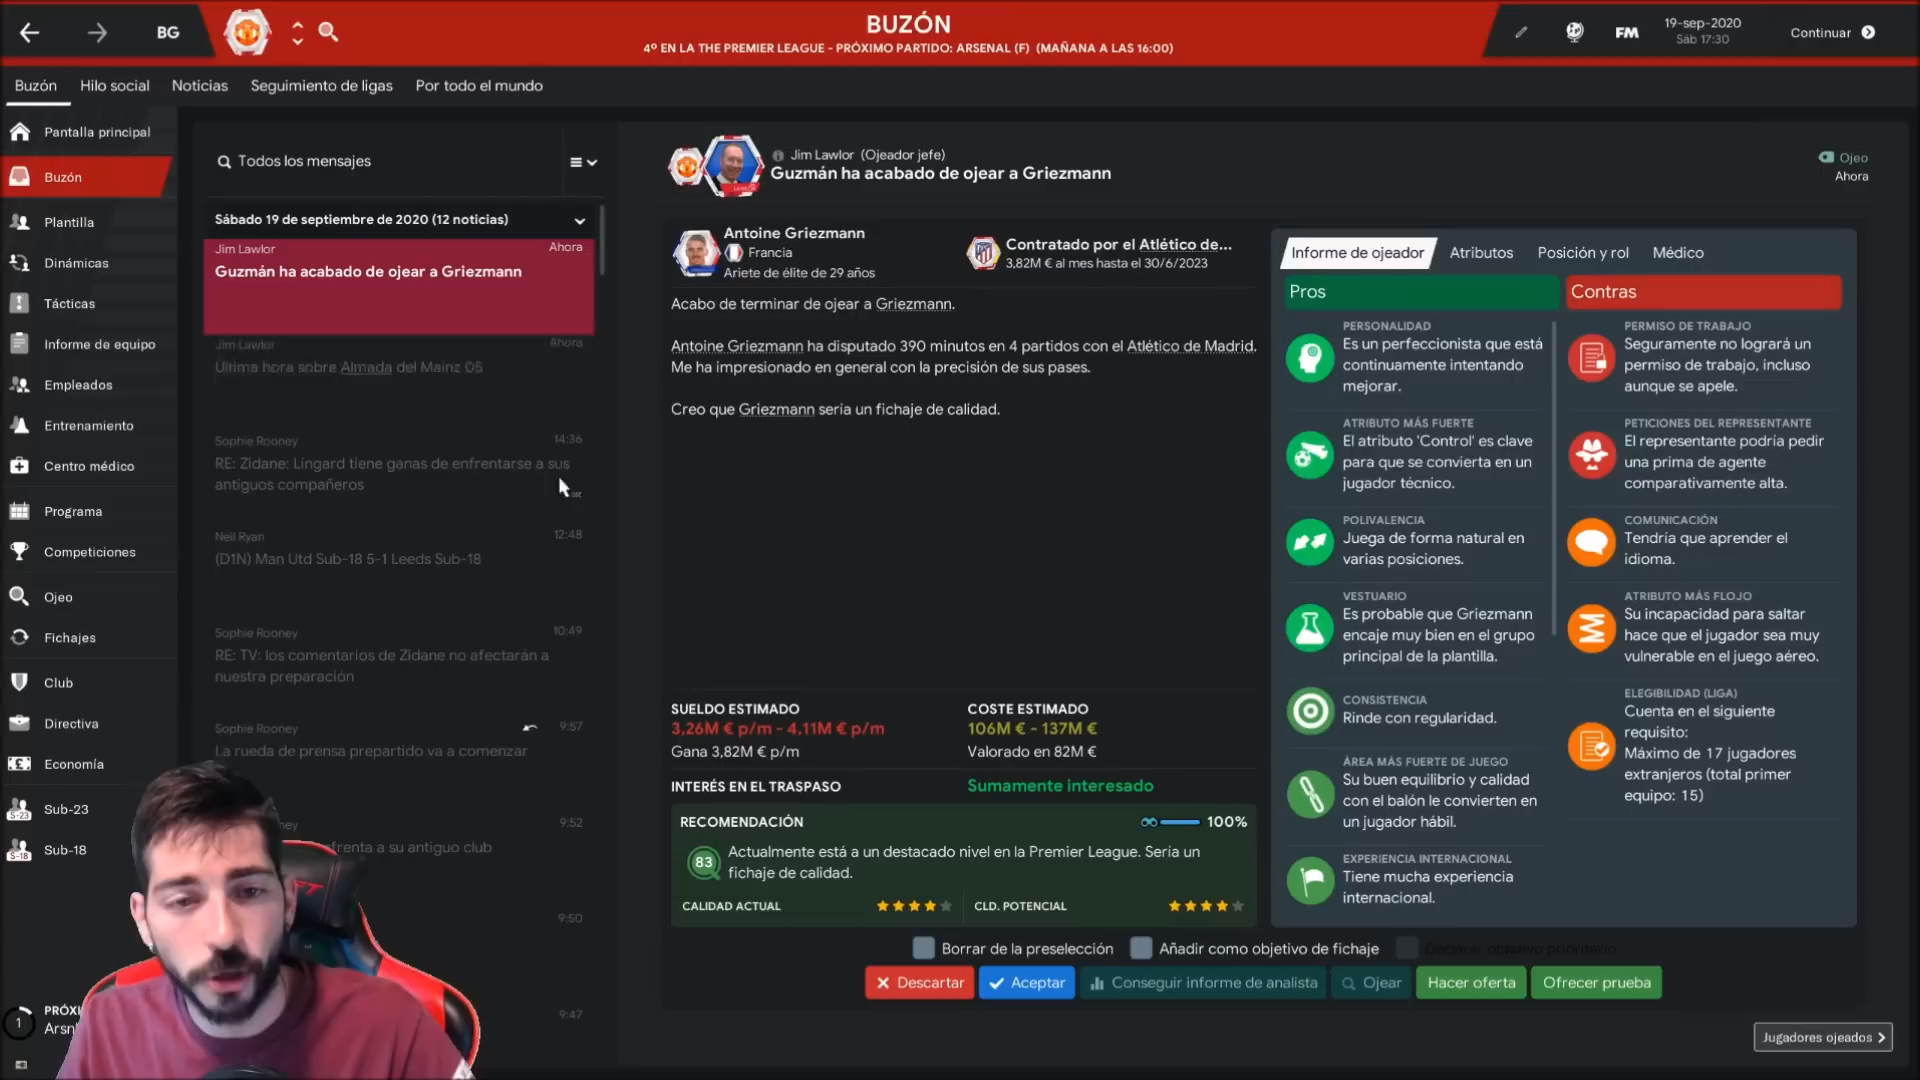 BG
BUZÓN
4º EN LA THE PREMIER LEAGUE - PRÓXIMO PARTIDO: ARSENAL (F) (MAÑANA A LAS 16:00)
FM
19-sep-2020
Sáb 17:30
Continuar
Buzón
Hilo social
Noticias
Seguimiento de ligas
Por todo el mundo
Pantalla principal
Buzón
Plantilla
Dinámicas
Tácticas
Informe de equipo
Empleados
Entrenamiento
Centro médico
Programa
Competiciones
Ojeo
Fichajes
Club
Directiva
Economía
S-23
Sub-23
S-18
Sub-18
1
PRÓXI
Todos los mensajes
Sábado 19 de septiembre de 2020 (12 noticias)
Jim Lawlor
Ahora
Guzmán ha acabado de ojear a Griezmann
Jim Lawlor
Ahora
Última hora sobre Almada del Mainz 05
Sophie Rooney
14:36
RE: Zidane: Lingard tiene ganas de enfrentarse a sus
antiguos compañeros
Neil Ryan
12:48
(D1N) Man Utd Sub-18 5-1 Leeds Sub-18
Sophie Rooney
10:49
RE: TV: los comentarios de Zidane no afectarán a
nuestra preparación
Sophie Rooney
9:57
La rueda de prensa prepartido va a comenzar
9:52
frenta a su antiguo club
9:50
9:47
Jim Lawlor (Ojeador jefe)
Guzmán ha acabado de ojear a Griezmann
Ojeo
Ahora
Antoine Griezmann
Francia
Ariete de élite de 29 años
Contratado por el Atlético de...
3,82M € al mes hasta el 30/6/2023
Acabo de terminar de ojear a Griezmann.
Antoine Griezmann ha disputado 390 minutos en 4 partidos con el Atlético de Madrid.
Me ha impresionado en general con la precisión de sus pases.
Creo que Griezmann sería un fichaje de calidad.
SUELDO ESTIMADO
3,26M € p/m - 4,11M € p/m
Gana 3,82M € p/m
COSTE ESTIMADO
106M € - 137M €
Valorado en 82M €
INTERÉS EN EL TRASPASO
Sumamente interesado
RECOMENDACIÓN
100%
83
Actualmente está a un destacado nivel en la Premier League. Sería un
fichaje de calidad.
CALIDAD ACTUAL
CLD. POTENCIAL
Informe de ojeador
Atributos
Posición y rol
Médico
Pros
PERSONALIDAD
Es un perfeccionista que está
continuamente intentando
mejorar.
ATRIBUTO MÁS FUERTE
El atributo 'Control' es clave
para que se convierta en un
jugador técnico.
POLIVALENCIA
Juega de forma natural en
varias posiciones.
VESTUARIO
Es probable que Griezmann
encaje muy bien en el grupo
principal de la plantilla.
CONSISTENCIA
Rinde con regularidad.
ÁREA MÁS FUERTE DE JUEGO
Su buen equilibrio y calidad
con el balón le convierten en
un jugador hábil.
EXPERIENCIA INTERNACIONAL
Tiene mucha experiencia
internacional.
Contras
PERMISO DE TRABAJO
Seguramente no logrará un
permiso de trabajo, incluso
aunque se apele.
PETICIONES DEL REPRESENTANTE
El representante podría pedir
una prima de agente
comparativamente alta.
COMUNICACIÓN
Tendría que aprender el
idioma.
ATRIBUTO MÁS FLOJO
Su incapacidad para saltar
hace que el jugador sea muy
vulnerable en el juego aéreo.
ELEGIBILIDAD (LIGA)
Cuenta en el siguiente
requisito:
Máximo de 17 jugadores
extranjeros (total primer
equipo: 15)
Borrar de la preselección
Añadir como objetivo de fichaje
Declarar objetivo prioritario
Descartar
Aceptar
Conseguir informe de analista
Ojear
Hacer oferta
Ofrecer prueba
Jugadores ojeados